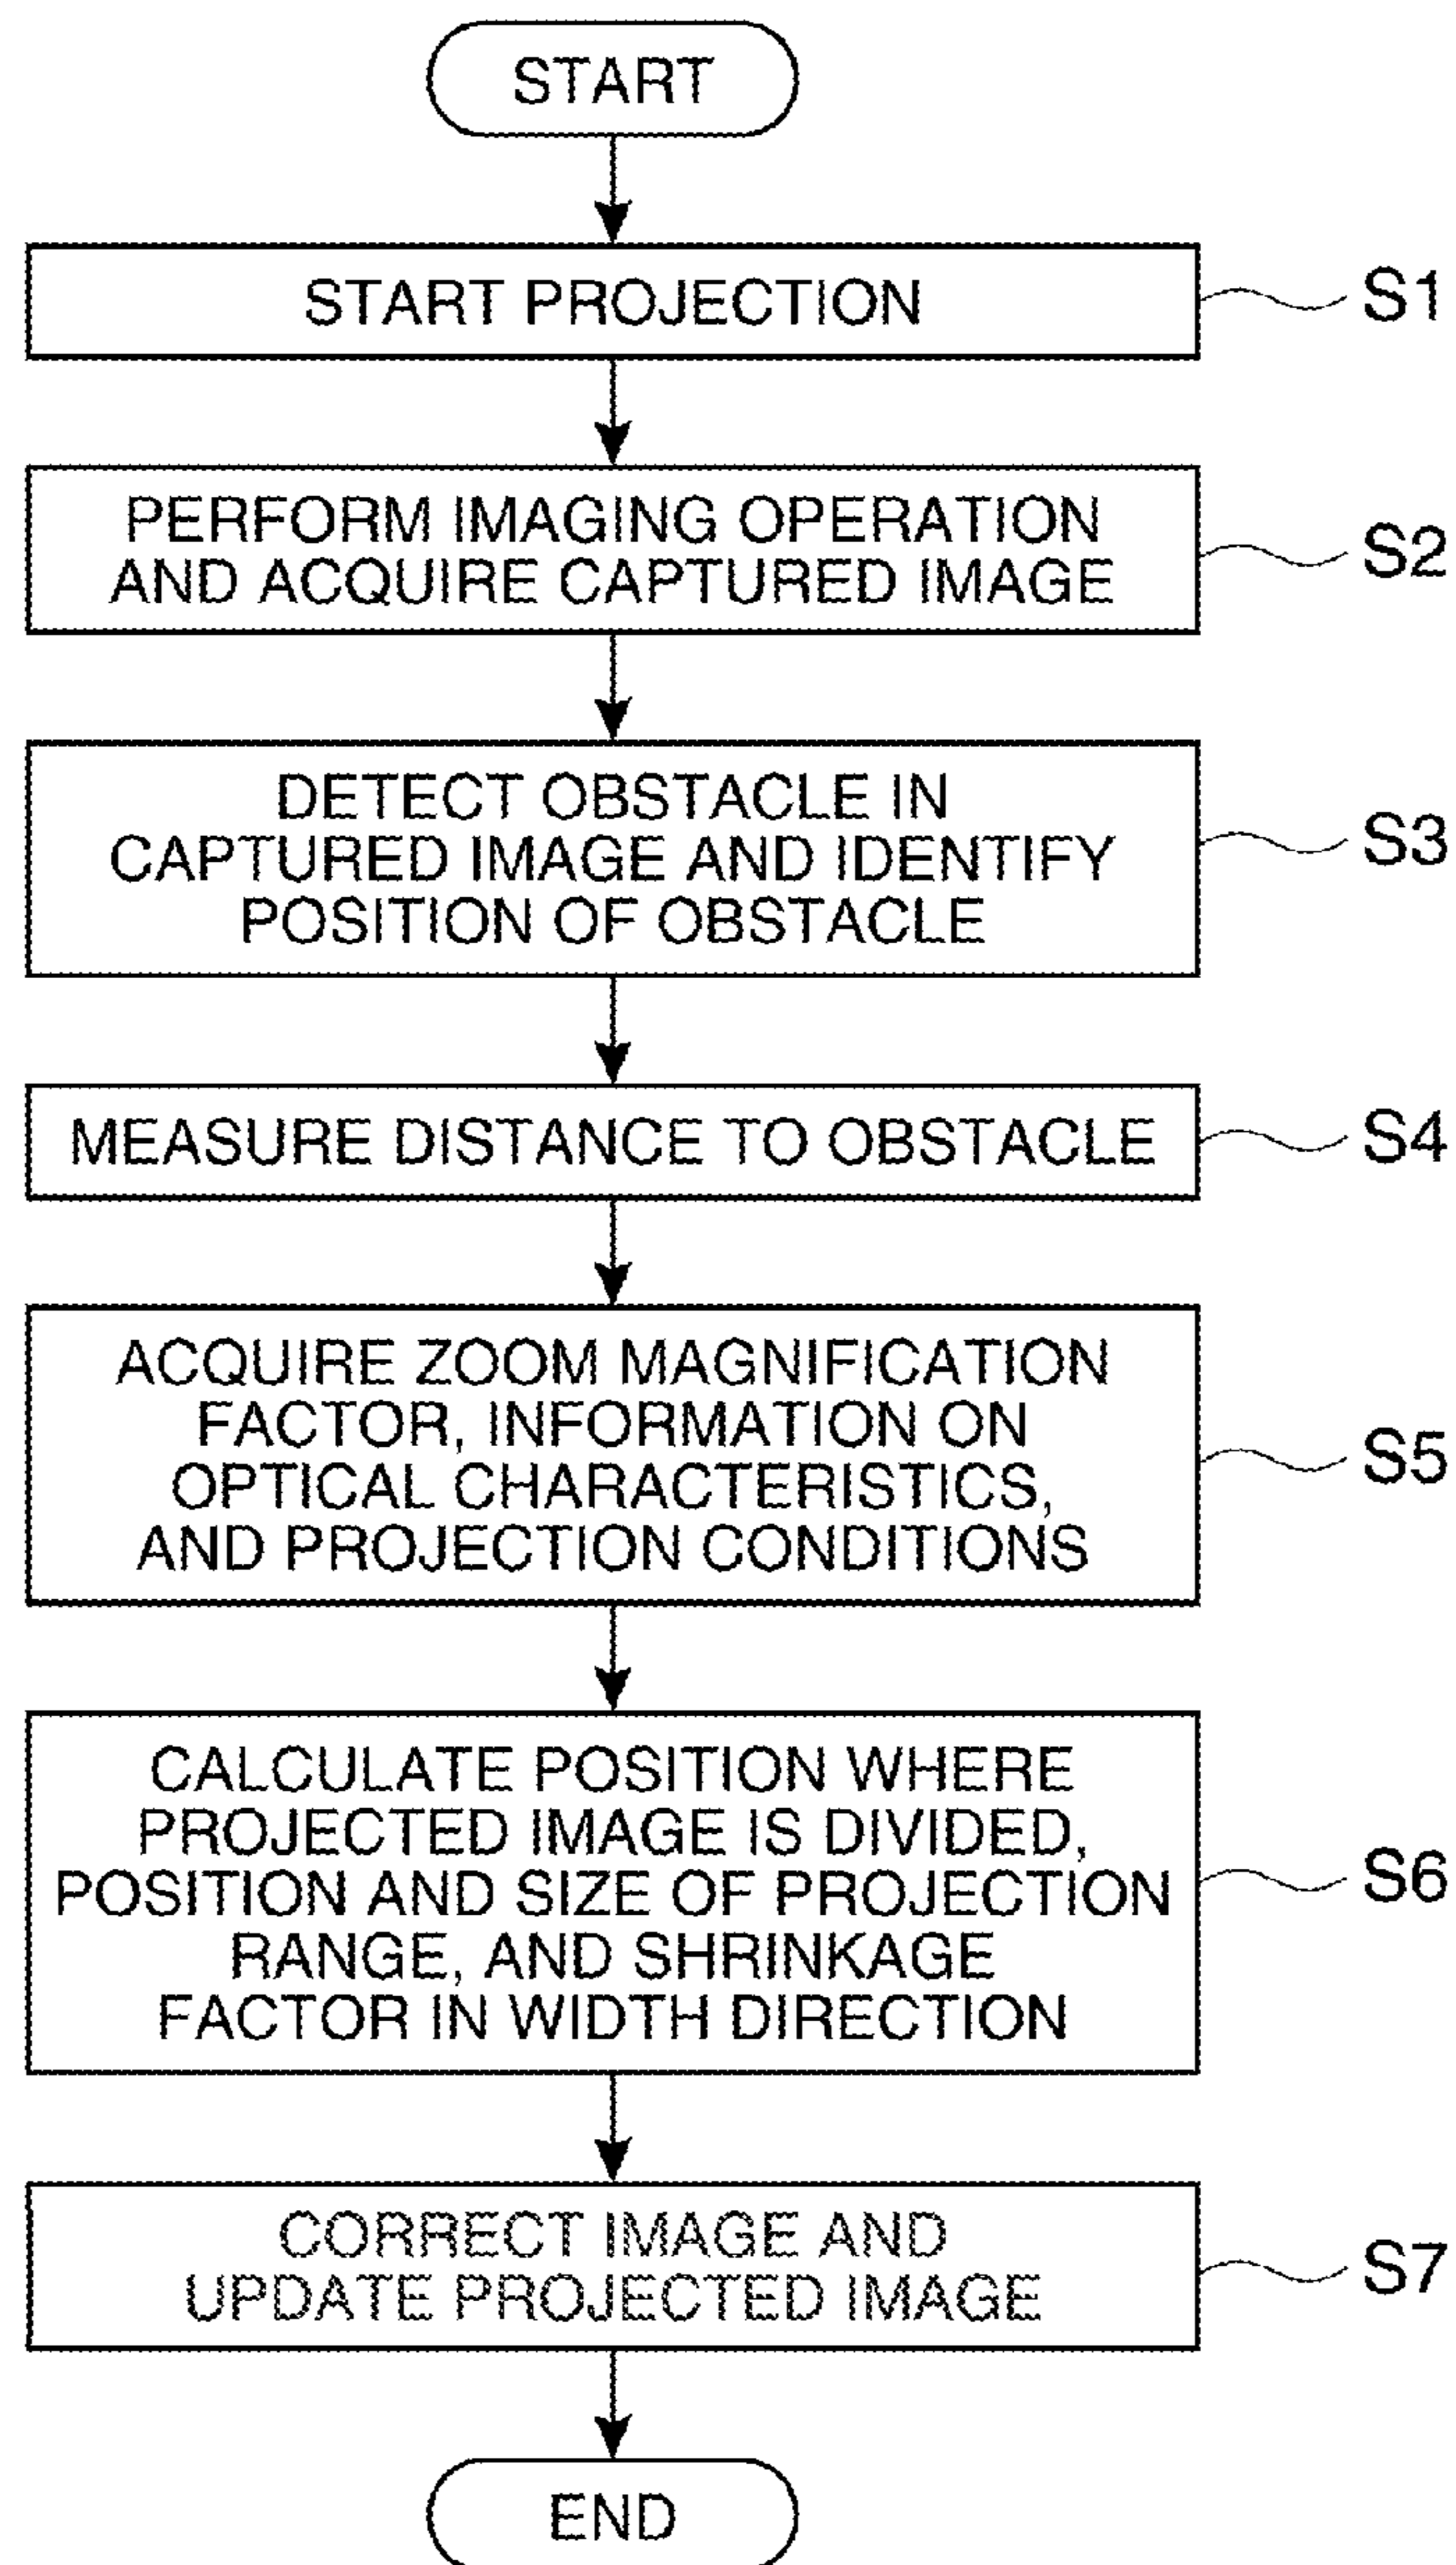 START
START PROJECTION
S1
PERFORM IMAGING OPERATION
AND ACQUIRE CAPTURED IMAGE
S2
DETECT OBSTACLE IN
CAPTURED IMAGE AND IDENTIFY
POSITION OF OBSTACLE
S3
MEASURE DISTANCE TO OBSTACLE
S4
ACQUIRE ZOOM MAGNIFICATION
FACTOR, INFORMATION ON
OPTICAL CHARACTERISTICS,
AND PROJECTION CONDITIONS
S5
CALCULATE POSITION WHERE
PROJECTED IMAGE IS DIVIDED,
POSITION AND SIZE OF PROJECTION
RANGE, AND SHRINKAGE
FACTOR IN WIDTH DIRECTION
S6
CORRECT IMAGE AND
UPDATE PROJECTED IMAGE
S7
END